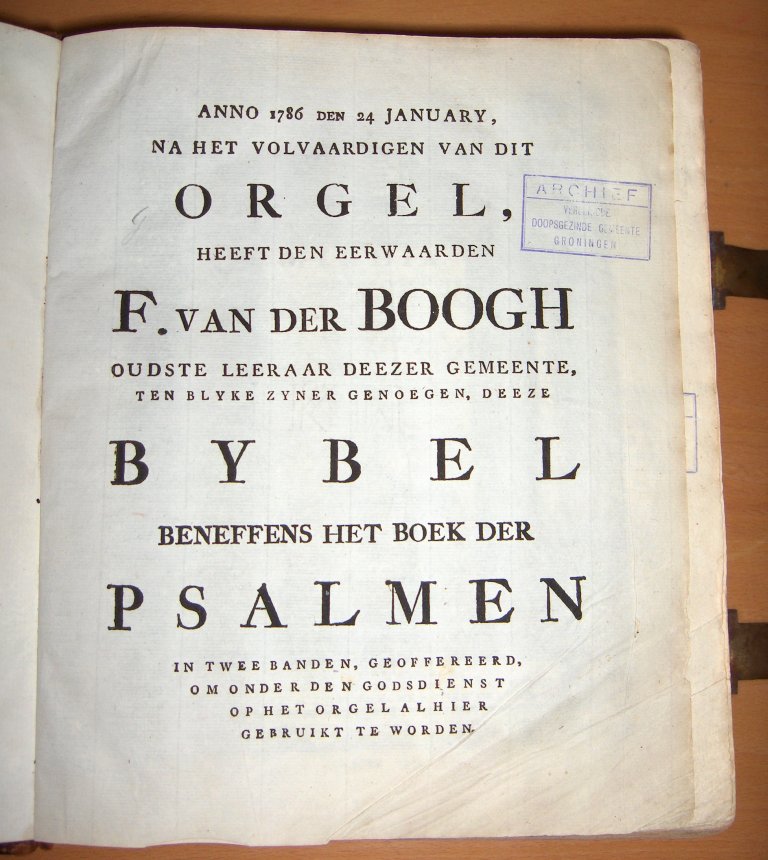 ANNO 1786 DEN 24 JANUARY,
NA HET VOLVAARDIGEN VAN DIT
ORGEL,
HEEFT DEN EERWAARDEN
F. VAN DER BOOGH
OUDSTE LEERAAR DEEZER GEMEENTE,
TEN BLYKE ZYNER GENOEGEN, DEEZE
BYBEL
BENEFFENS HET BOEK DER
PSALMEN
IN TWEE BANDEN, GEOFFEREERD,
OM ONDER DEN GODSDIENST
OP HET ORGEL ALHIER
GEBRUIKT TE WORDEN.
ARCHIEF
VERENIGDE
DOOPSGEZINDE GEMEENTE
GRONINGEN